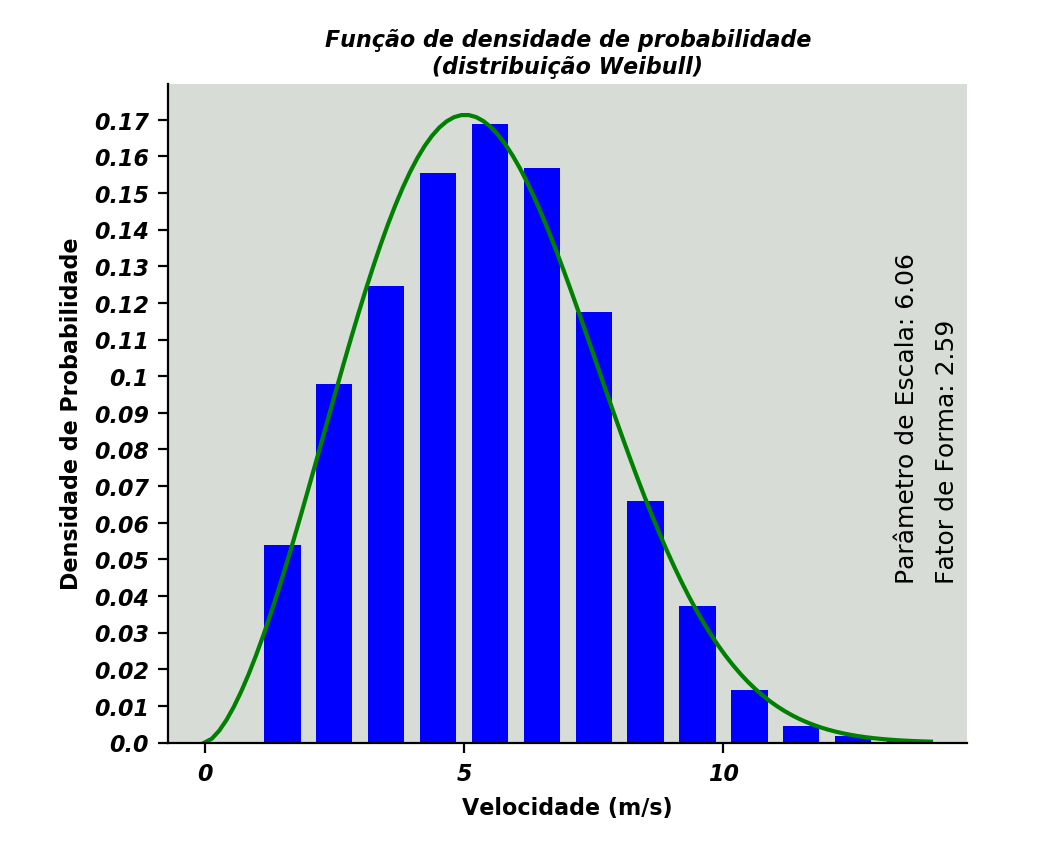 Função de densidade de probabilidade
(distribuição Weibull)
Densidade de Probabilidade
0.17
0.16
0.15
0.14
0.13
0.12
0.11
0.1
0.09
0.08
0.07
0.06
0.05
0.04
0.03
0.02
0.01
0.0
Parâmetro de Escala: 6.06
Fator de Forma: 2.59
0 5 10
Velocidade (m/s)